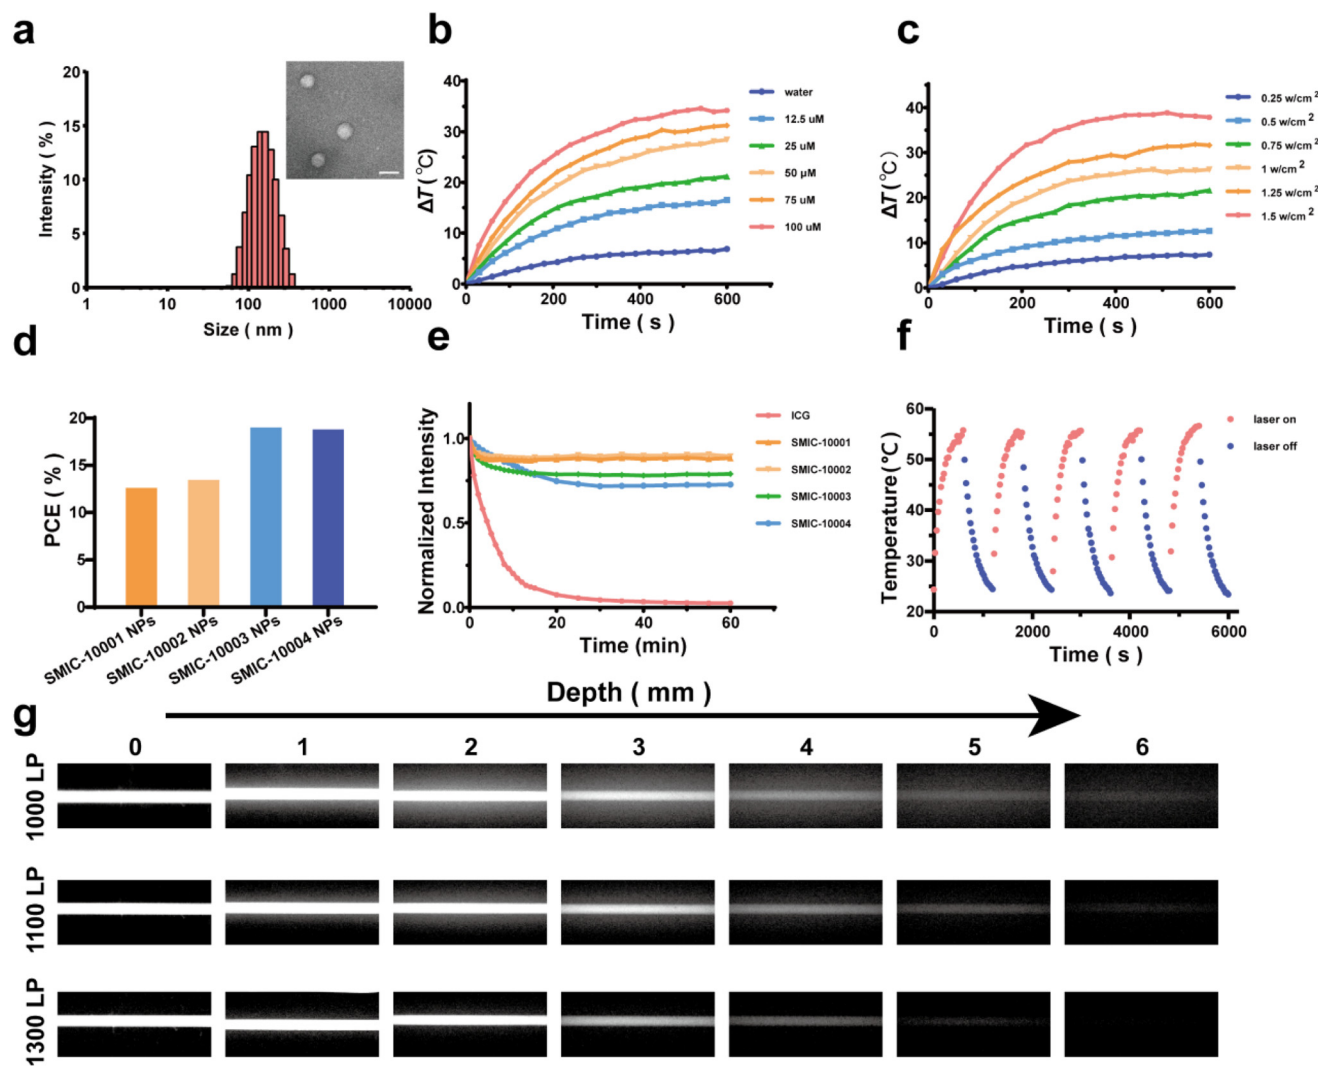 a
Intensity ( % )
20
15
10
5
0
1 10 100 1000 10000
Size ( nm )
b
ΔT (°C)
40
30
20
10
0
0 200 400 600
Time ( s )
water
12.5 uM
25 uM
50 μM
75 uM
100 uM
c
ΔT (°C)
40
30
20
10
0
0 200 400 600
Time ( s )
0.25 w/cm²
0.5 w/cm²
0.75 w/cm²
1 w/cm²
1.25 w/cm²
1.5 w/cm²
d
PCE ( % )
20
15
10
5
0
SMIC-10001 NPs
SMIC-10002 NPs
SMIC-10003 NPs
SMIC-10004 NPs
e
Normalized Intensity
1.0
0.5
0.0
0 20 40 60
Time (min)
ICG
SMIC-10001
SMIC-10002
SMIC-10003
SMIC-10004
f
Temperature (°C)
60
50
40
30
20
0 2000 4000 6000
Time ( s )
laser on
laser off
g
Depth ( mm )
0 1 2 3 4 5 6
1000 LP
1100 LP
1300 LP